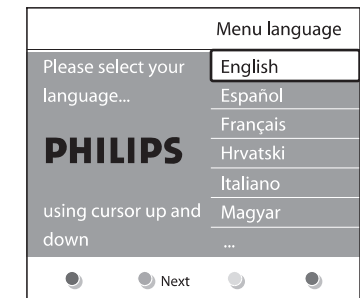 Menu language
Please select your
language...
PHILIPS
using cursor up and
down
English
Español
Français
Hrvatski
Italiano
Magyar
...
Next